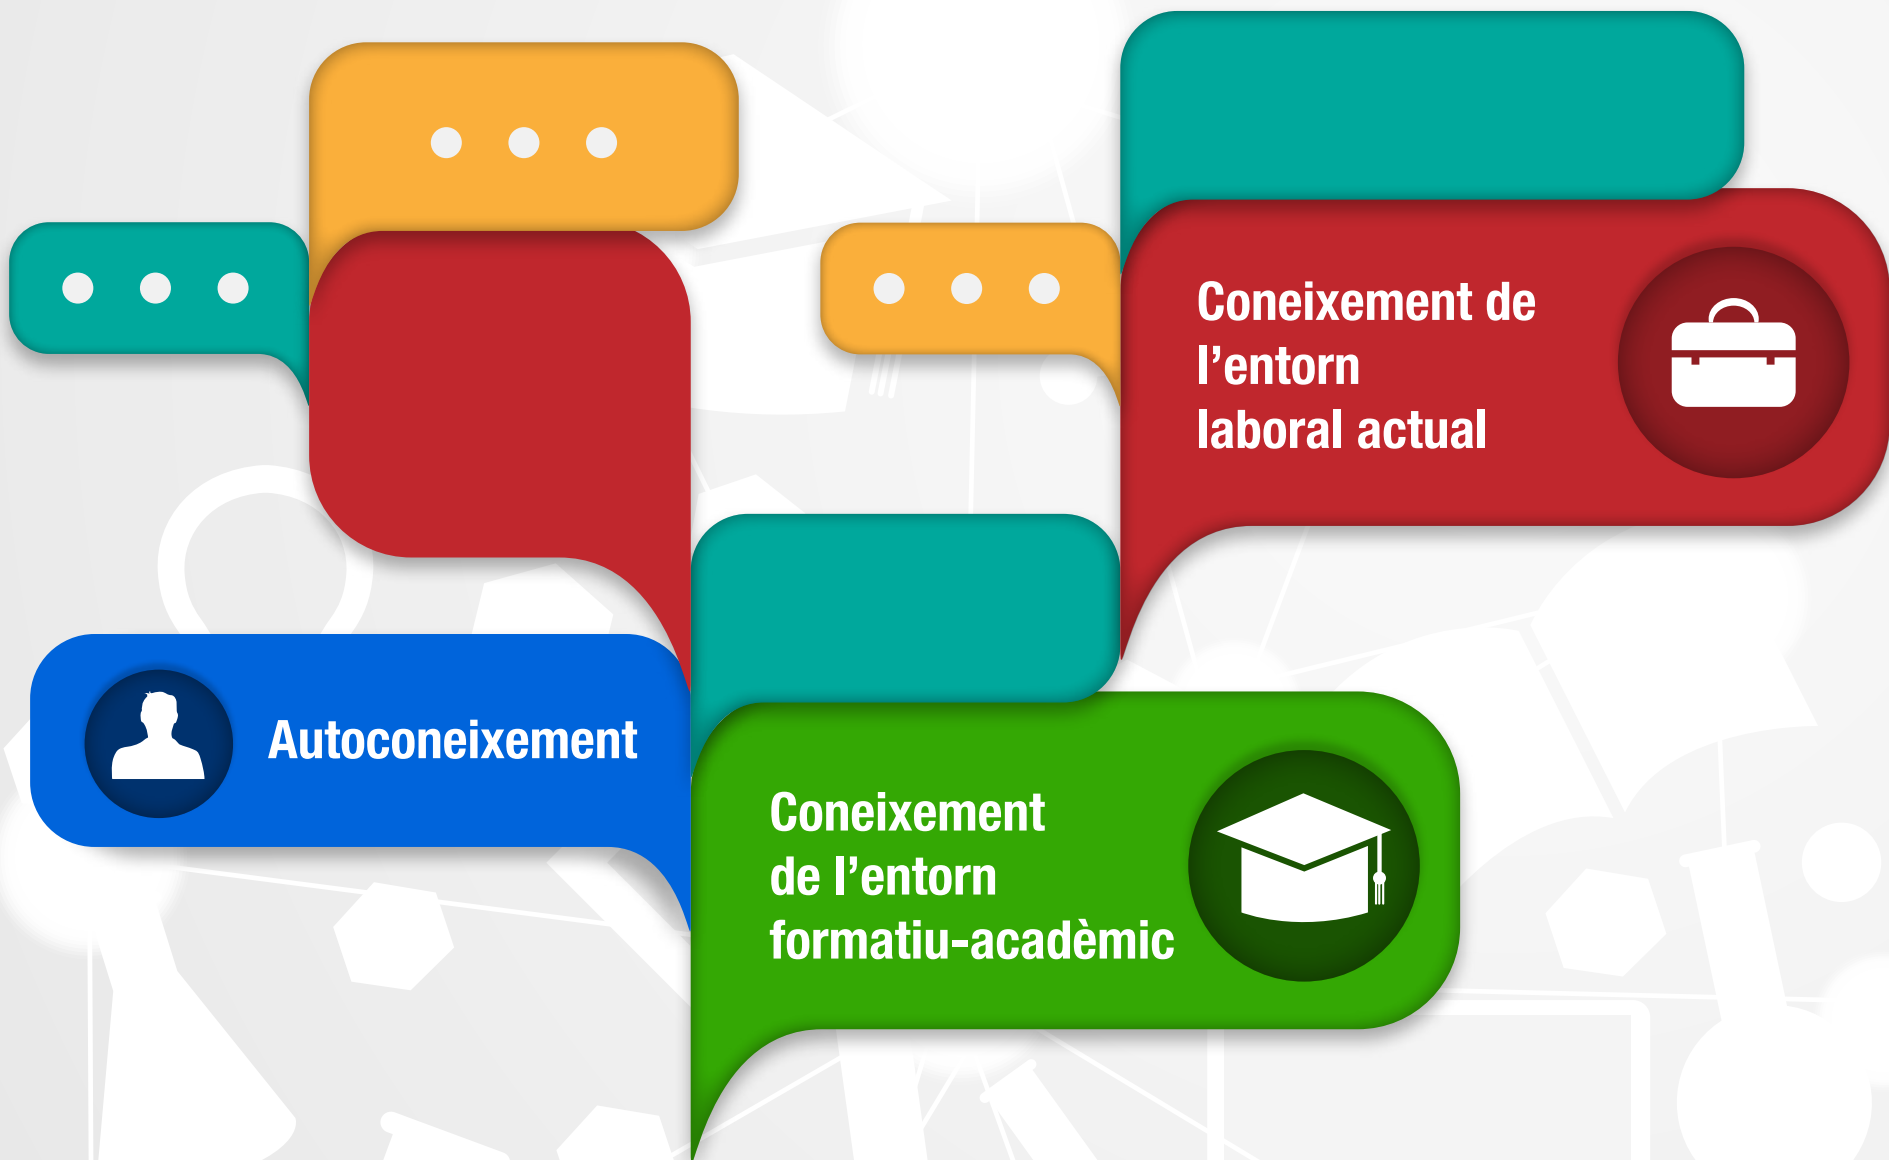 Coneixement de
l’entorn
laboral actual
Autoconeixement
Coneixement
de l’entorn
formatiu-acadèmic